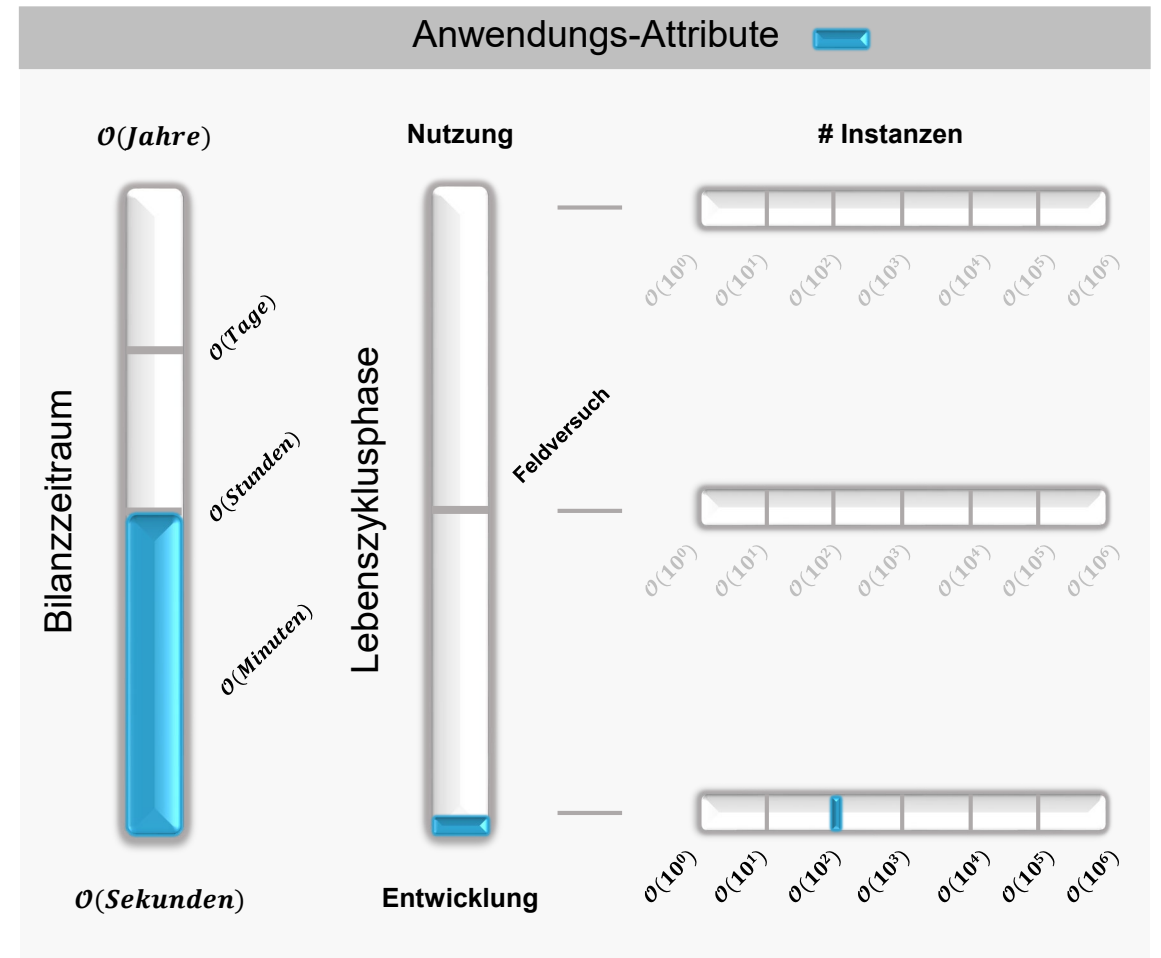 Anwendungs-Attribute
𝒪(Jahre)
Nutzung
# Instanzen
𝒪(10⁰)
𝒪(10¹)
𝒪(10²)
𝒪(10³)
𝒪(10⁴)
𝒪(10⁵)
𝒪(10⁶)
Bilanzzeitraum
𝒪(Tage)
𝒪(Stunden)
𝒪(Minuten)
Lebenszyklusphase
Feldversuch
𝒪(10⁰)
𝒪(10¹)
𝒪(10²)
𝒪(10³)
𝒪(10⁴)
𝒪(10⁵)
𝒪(10⁶)
𝒪(Sekunden)
Entwicklung
𝒪(10⁰)
𝒪(10¹)
𝒪(10²)
𝒪(10³)
𝒪(10⁴)
𝒪(10⁵)
𝒪(10⁶)